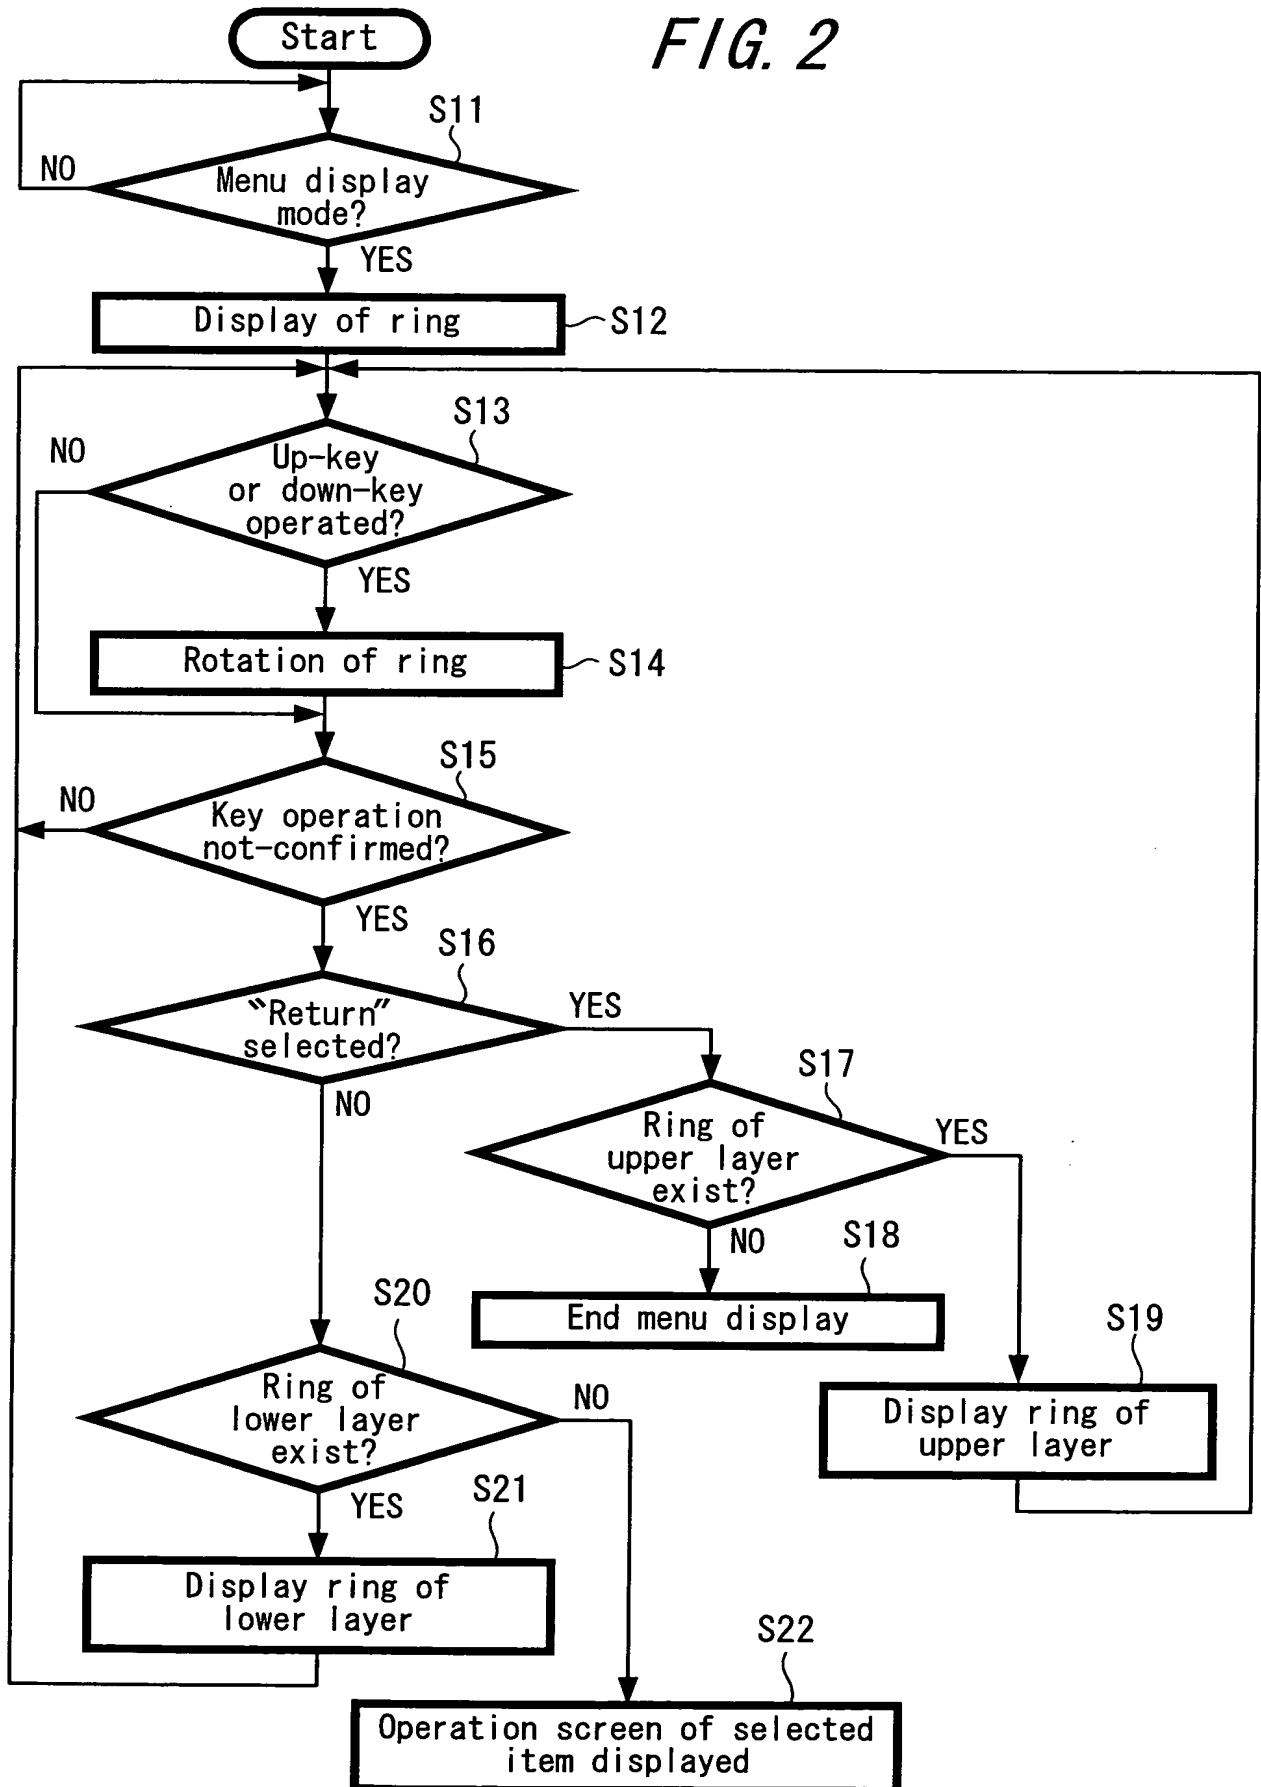 FIG. 2
Start
S11
NO
Menu display
mode?
YES
Display of ring
S12
S13
NO
Up-key
or down-key
operated?
YES
Rotation of ring
S14
S15
NO
Key operation
not-confirmed?
YES
S16
"Return"
selected?
YES
NO
S17
Ring of
upper layer
exist?
YES
NO
S18
End menu display
S19
Display ring of
upper layer
S20
Ring of
lower layer
exist?
NO
YES
S21
Display ring of
lower layer
S22
Operation screen of selected
item displayed